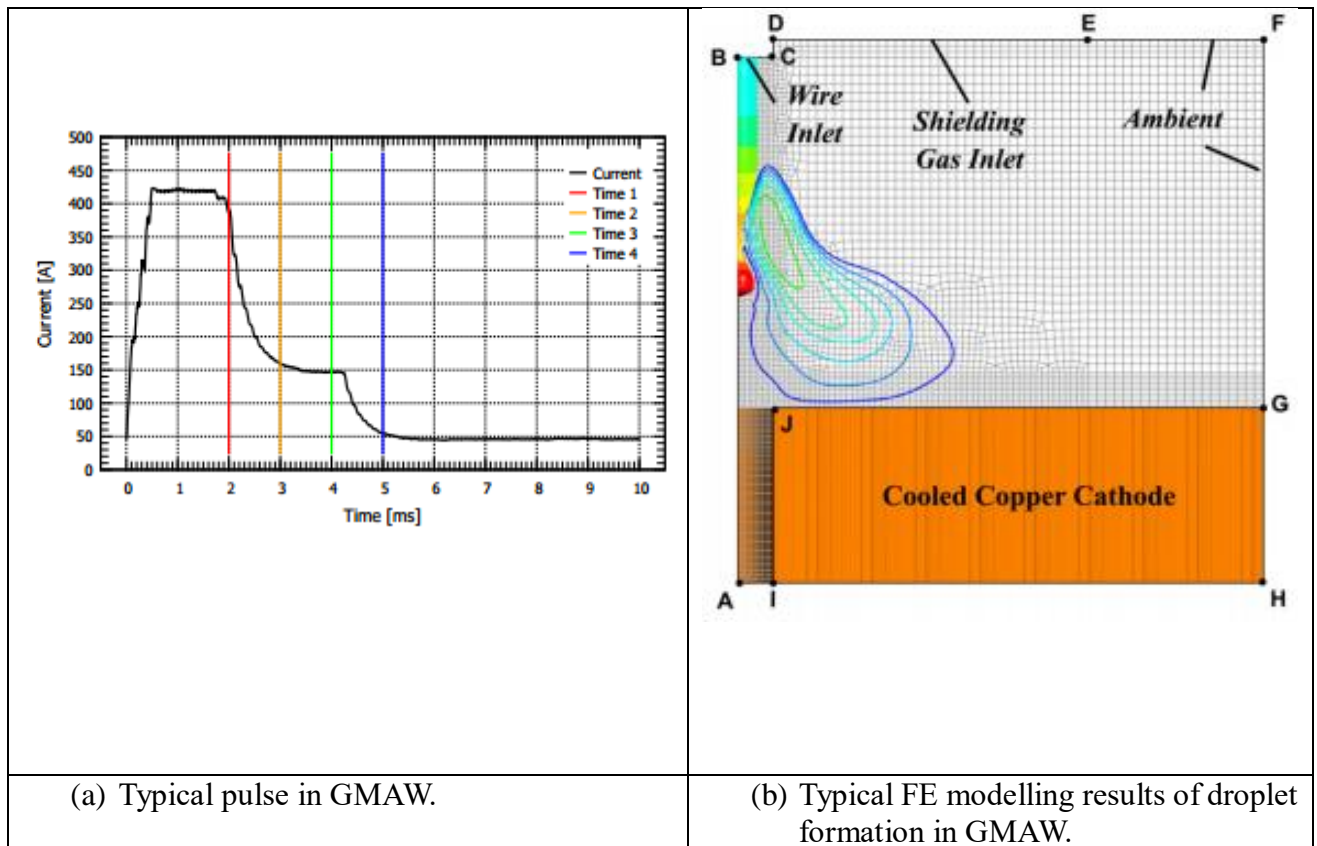 500
450
400
350
300
250
200
150
100
50
0
Current [A]
0 1 2 3 4 5 6 7 8 9 10
Time [ms]
Current
Time 1
Time 2
Time 3
Time 4
(a) Typical pulse in GMAW.
D E F
B C
Wire
Inlet
Shielding
Gas Inlet
Ambient
J G
Cooled Copper Cathode
A I H
(b) Typical FE modelling results of droplet
formation in GMAW.